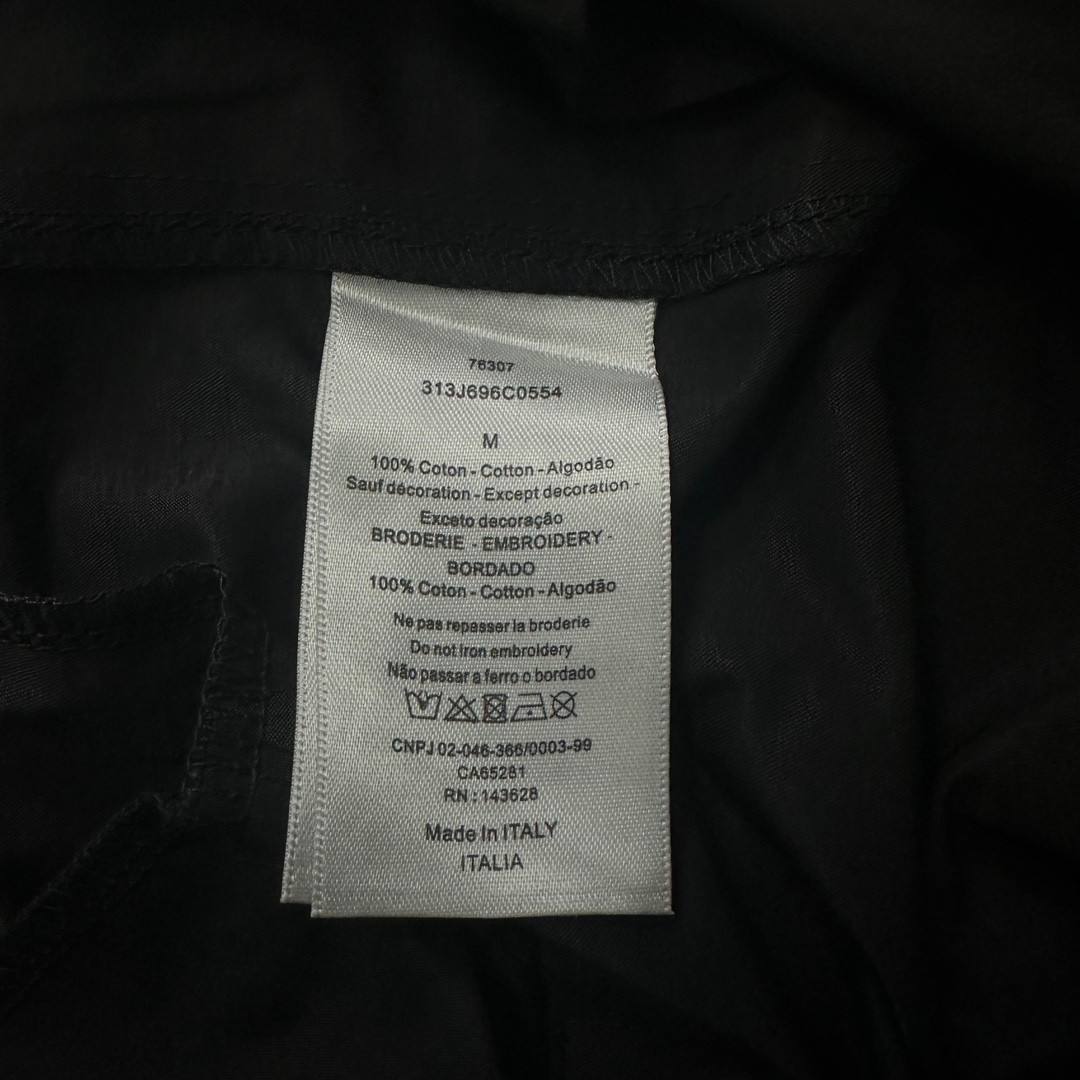 76307
313J696C0554
M
100% Coton - Cotton - Algodão
Sauf décoration - Except decoration -
Exceto decoração
BRODERIE - EMBROIDERY -
BORDADO
100% Coton - Cotton - Algodão
Ne pas repasser la broderie
Do not iron embroidery
Não passar a ferro o bordado
CNPJ 02-046-366/0003-99
CA65281
RN : 143628
Made In ITALY
ITALIA